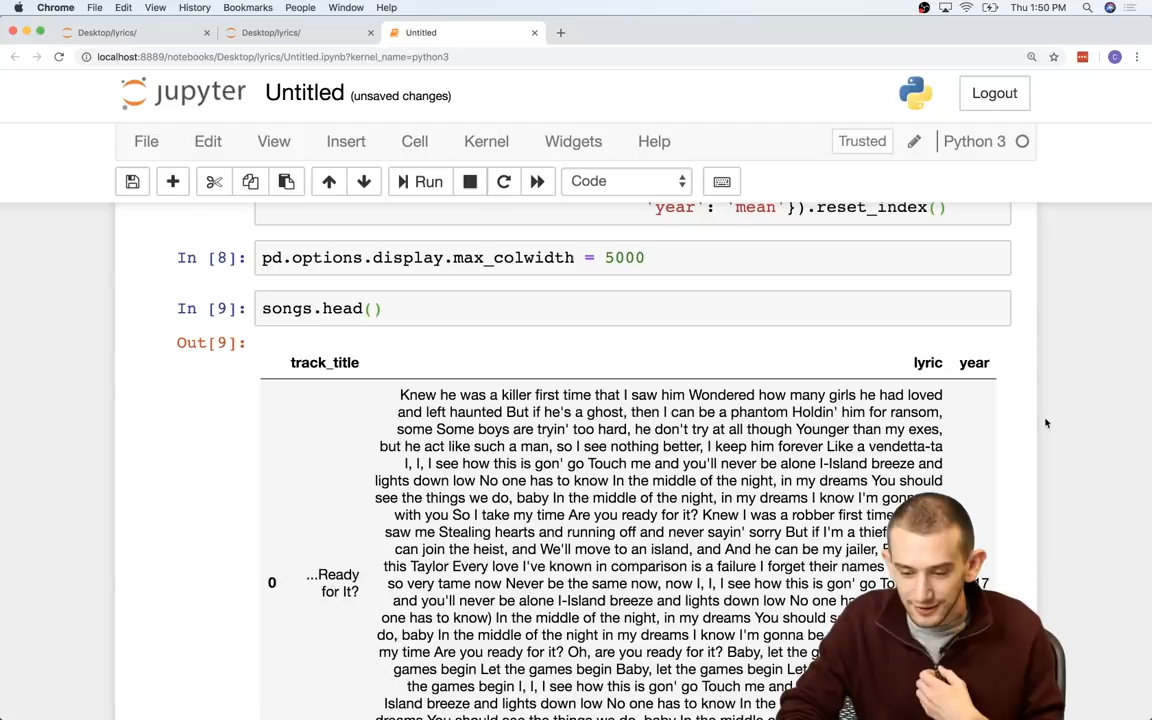 Chrome File Edit View History Bookmarks People Window Help Thu 1:50 PM
Desktop/lyrics/ Desktop/lyrics/ Untitled
localhost:8889/notebooks/Desktop/lyrics/Untitled.ipynb?kernel_name=python3
jupyter Untitled (unsaved changes) Logout
File Edit View Insert Cell Kernel Widgets Help Trusted Python 3
Run Code
'year': 'mean'}).reset_index()
In [8]: pd.options.display.max_colwidth = 5000
In [9]: songs.head()
Out[9]:
track_title lyric year
Knew he was a killer first time that I saw him Wondered how many girls he had loved
and left haunted But if he's a ghost, then I can be a phantom Holdin' him for ransom,
some Some boys are tryin' too hard, he don't try at all though Younger than my exes,
but he act like such a man, so I see nothing better, I keep him forever Like a vendetta-ta
I, I, I see how this is gon' go Touch me and you'll never be alone I-Island breeze and
lights down low No one has to know In the middle of the night, in my dreams You should
see the things we do, baby In the middle of the night, in my dreams I know I'm
with you So I take my time Are you ready for it? Knew I was a robber first time
saw me Stealing hearts and running off and never sayin' sorry But if I'm a
can join the heist, and We'll move to an island, and And he can be my jailer,
this Taylor Every love I've known in comparison is a failure I forget their names
0 ...Ready so very tame now Never be the same now, now I, I, I see how this is gon' go
for It? and you'll never be alone I-Island breeze and lights down low No one
one has to know) In the middle of the night, in my dreams You should
do, baby In the middle of the night in my dreams I know I'm gonna be
my time Are you ready for it? Oh, are you ready for it? Baby, let the
games begin Let the games begin Baby, let the games begin
the games begin I, I, I see how this is gon' go Touch me and
Island breeze and lights down low No one has to know In the
dreams You should see the things we do, baby